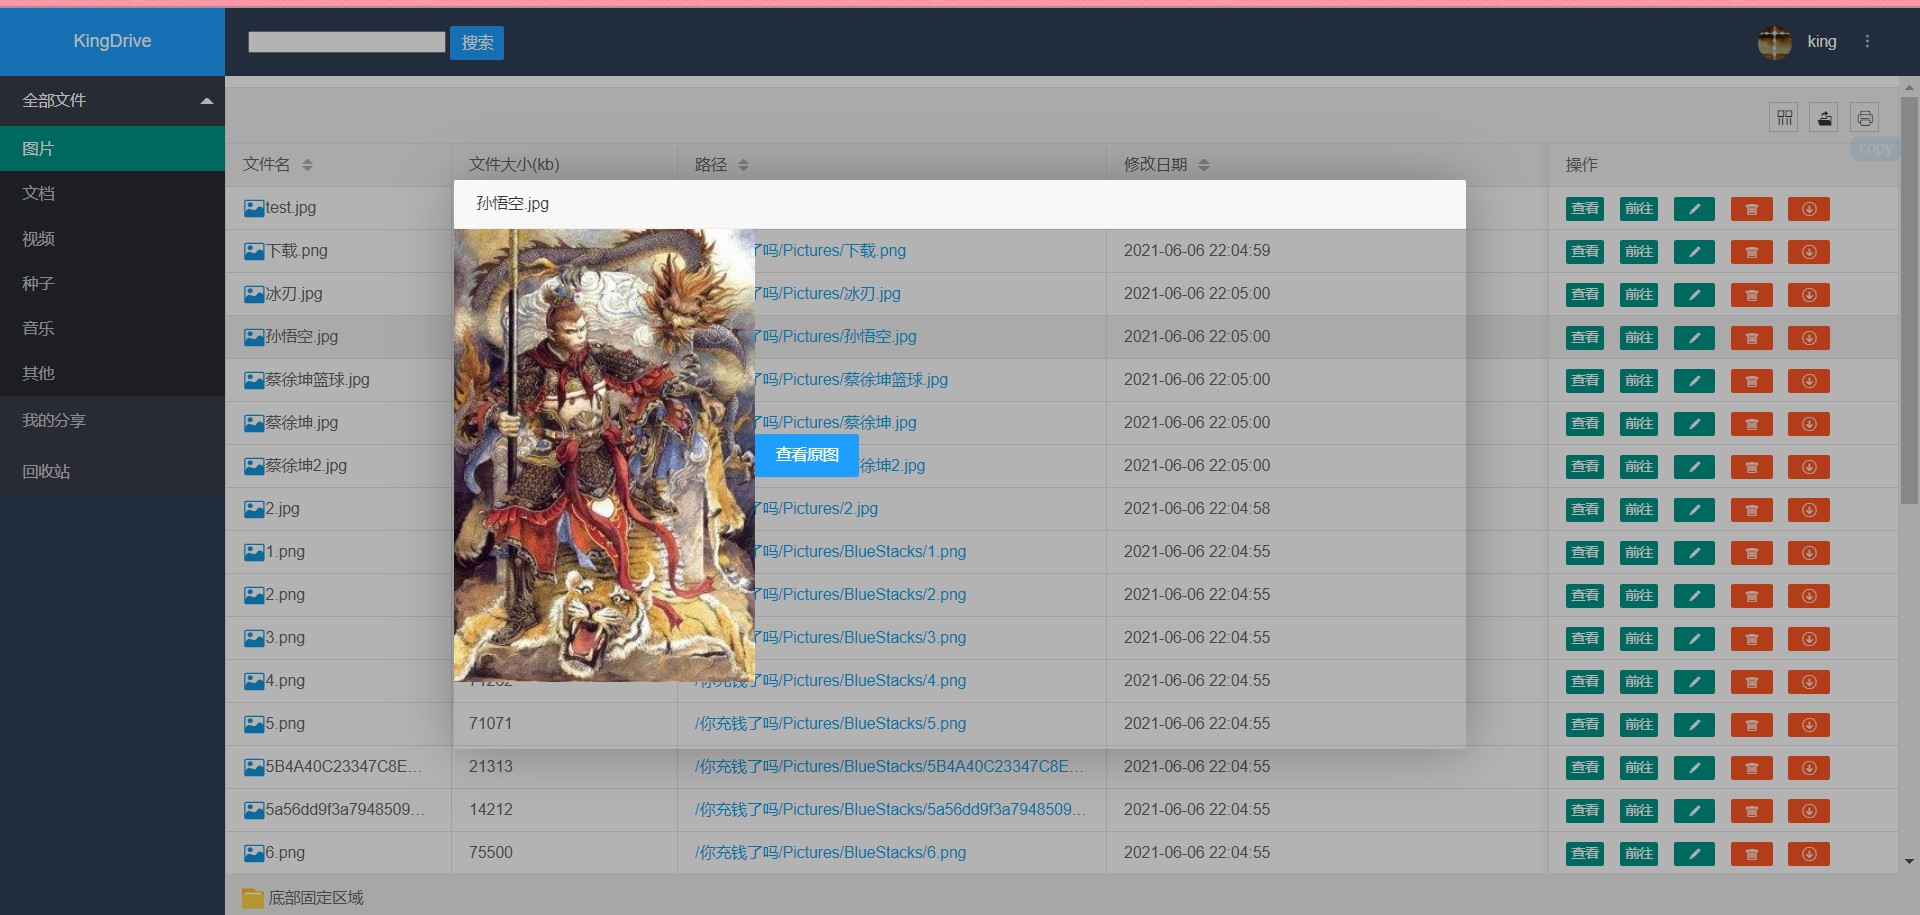 KingDrive
搜索
king
全部文件
图片
文档
视频
种子
音乐
其他
我的分享
回收站
copy
文件名 文件大小(kb) 路径 修改日期 操作
孙悟空.jpg
查看原图
test.jpg 查看 前往
下载.png 了吗/Pictures/下载.png 2021-06-06 22:04:59 查看 前往
冰刃.jpg 了吗/Pictures/冰刃.jpg 2021-06-06 22:05:00 查看 前往
孙悟空.jpg 了吗/Pictures/孙悟空.jpg 2021-06-06 22:05:00 查看 前往
蔡徐坤篮球.jpg 了吗/Pictures/蔡徐坤篮球.jpg 2021-06-06 22:05:00 查看 前往
蔡徐坤.jpg 了吗/Pictures/蔡徐坤.jpg 2021-06-06 22:05:00 查看 前往
蔡徐坤2.jpg 徐坤2.jpg 2021-06-06 22:05:00 查看 前往
2.jpg 了吗/Pictures/2.jpg 2021-06-06 22:04:58 查看 前往
1.png 了吗/Pictures/BlueStacks/1.png 2021-06-06 22:04:55 查看 前往
2.png 了吗/Pictures/BlueStacks/2.png 2021-06-06 22:04:55 查看 前往
3.png 了吗/Pictures/BlueStacks/3.png 2021-06-06 22:04:55 查看 前往
4.png /你充钱了吗/Pictures/BlueStacks/4.png 2021-06-06 22:04:55 查看 前往
5.png 71071 /你充钱了吗/Pictures/BlueStacks/5.png 2021-06-06 22:04:55 查看 前往
5B4A40C23347C8E... 21313 /你充钱了吗/Pictures/BlueStacks/5B4A40C23347C8E... 2021-06-06 22:04:55 查看 前往
5a56dd9f3a7948509... 14212 /你充钱了吗/Pictures/BlueStacks/5a56dd9f3a7948509... 2021-06-06 22:04:55 查看 前往
6.png 75500 /你充钱了吗/Pictures/BlueStacks/6.png 2021-06-06 22:04:55 查看 前往
底部固定区域